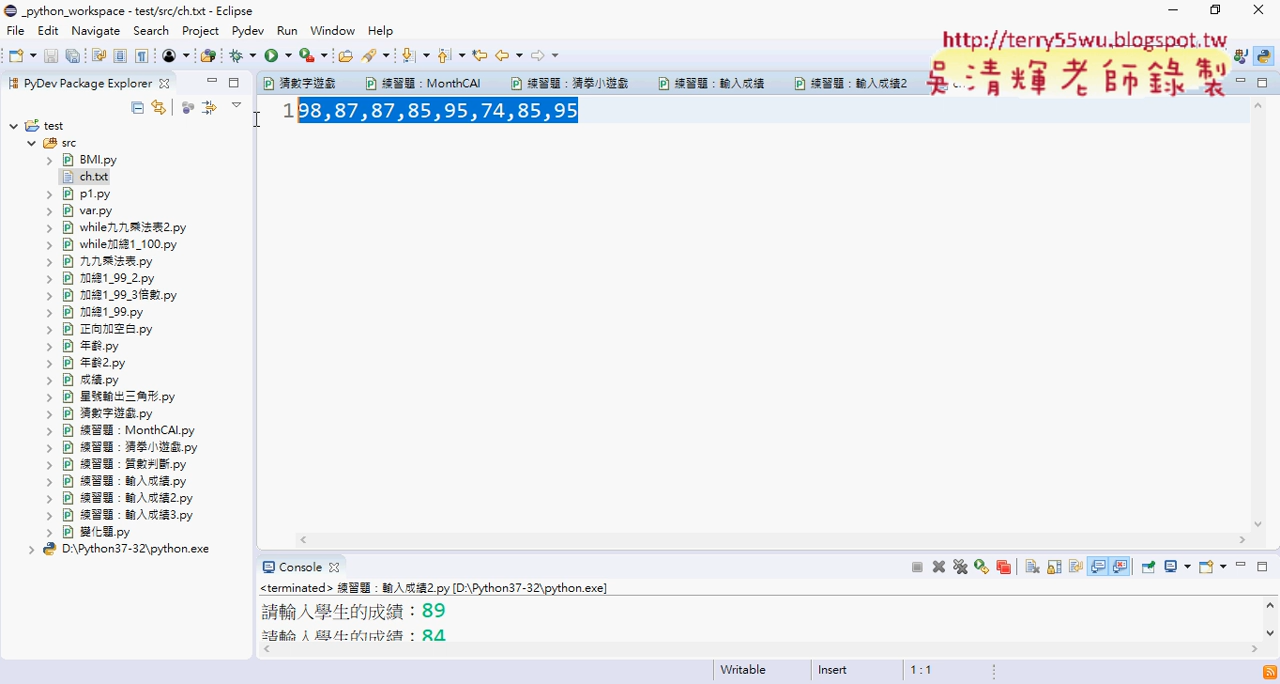 _python_workspace - test/src/ch.txt - Eclipse
File Edit Navigate Search Project Pydev Run Window Help
http://terry55wu.blogspot.tw
吳清輝老師錄製
PyDev Package Explorer
猜數字遊戲 練習題：MonthCAI 練習題：猜拳小遊戲 練習題：輸入成績 練習題：輸入成績2
1 98,87,87,85,95,74,85,95
test
src
BMI.py
ch.txt
p1.py
var.py
while九九乘法表2.py
while加總1_100.py
九九乘法表.py
加總1_99_2.py
加總1_99_3倍數.py
加總1_99.py
正向加空白.py
年齡.py
年齡2.py
成績.py
星號輸出三角形.py
猜數字遊戲.py
練習題：MonthCAI.py
練習題：猜拳小遊戲.py
練習題：質數判斷.py
練習題：輸入成績.py
練習題：輸入成績2.py
練習題：輸入成績3.py
變化題.py
D:\Python37-32\python.exe
Console
<terminated> 練習題：輸入成績2.py [D:\Python37-32\python.exe]
請輸入學生的成績：89
請輸入學生的成績：84
Writable Insert 1 : 1